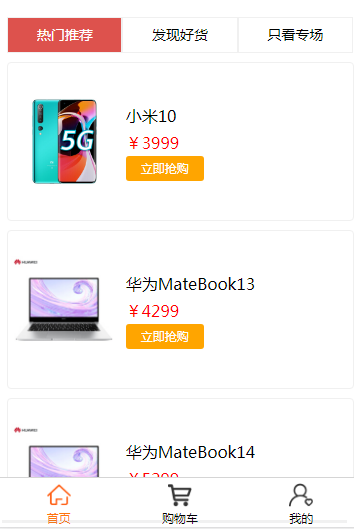 热门推荐 发现好货 只看专场
5G
小米10
￥3999
立即抢购
HUAWEI
华为MateBook13
￥4299
立即抢购
HUAWEI
华为MateBook14
￥5299
首页 购物车 我的